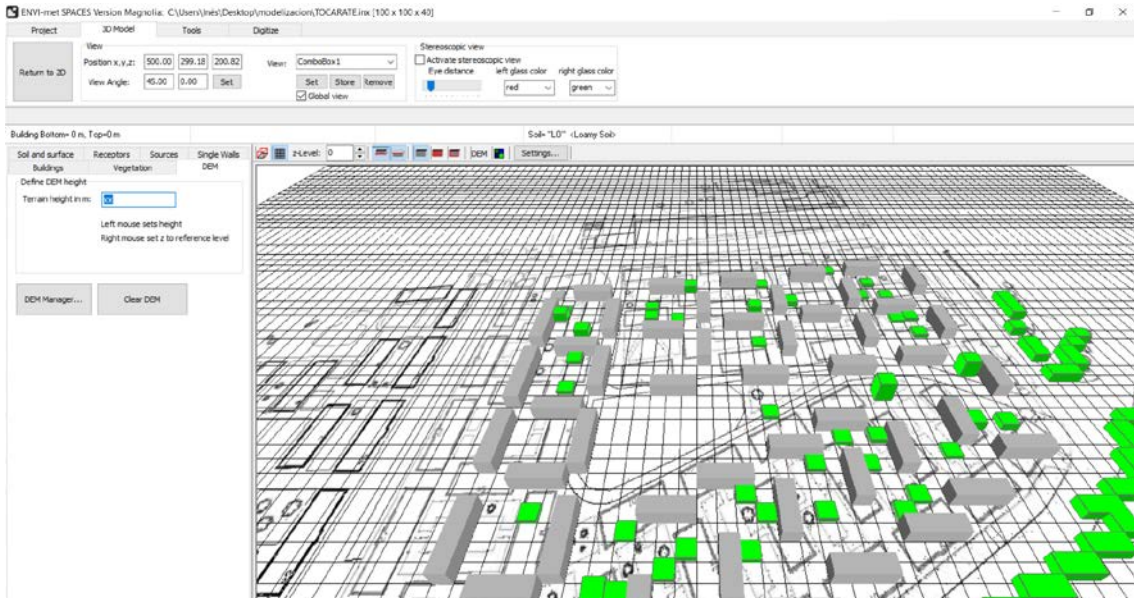 ENVI-met SPACES Version Magnolia: C:\Users\Inés\Desktop\modelizacion\TOCARATE.inx [100 x 100 x 40]
Project 3D Model Tools Digitize
View Stereoscopic view
Return to 2D Position x,y,z: 500.00 299.18 200.82 View: ComboBox1 Activate stereoscopic view
Eye distance left glass color right glass color
View Angle: 45.00 0.00 Set Set Store Remove red green
Global view
Building Bottom= 0 m, Top=0 m Soil= "LO" <Loamy Soil>
Soil and surface Receptors Sources Single Walls z-Level: 0 DEM Settings...
Buildings Vegetation DEM
Define DEM height
Terrain height in m:
Left mouse sets height
Right mouse set z to reference level
DEM Manager... Clear DEM